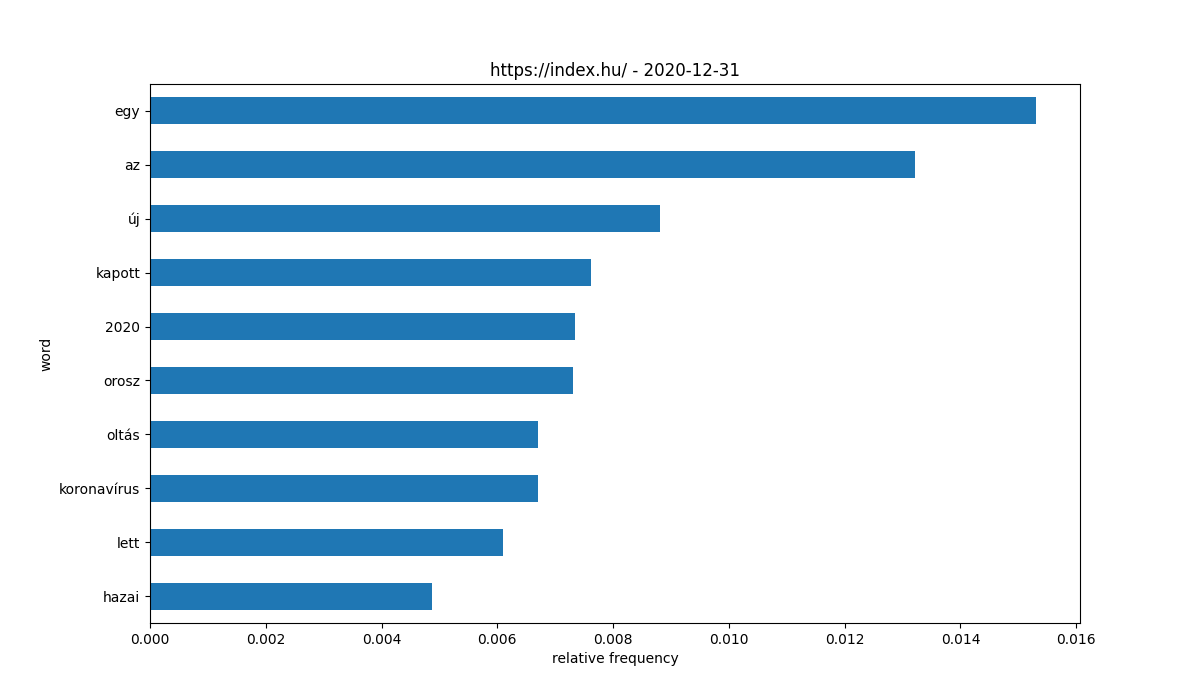 https://index.hu/ - 2020-12-31
egy
az
új
kapott
2020
orosz
oltás
koronavírus
lett
hazai
word
0.000 0.002 0.004 0.006 0.008 0.010 0.012 0.014 0.016
relative frequency